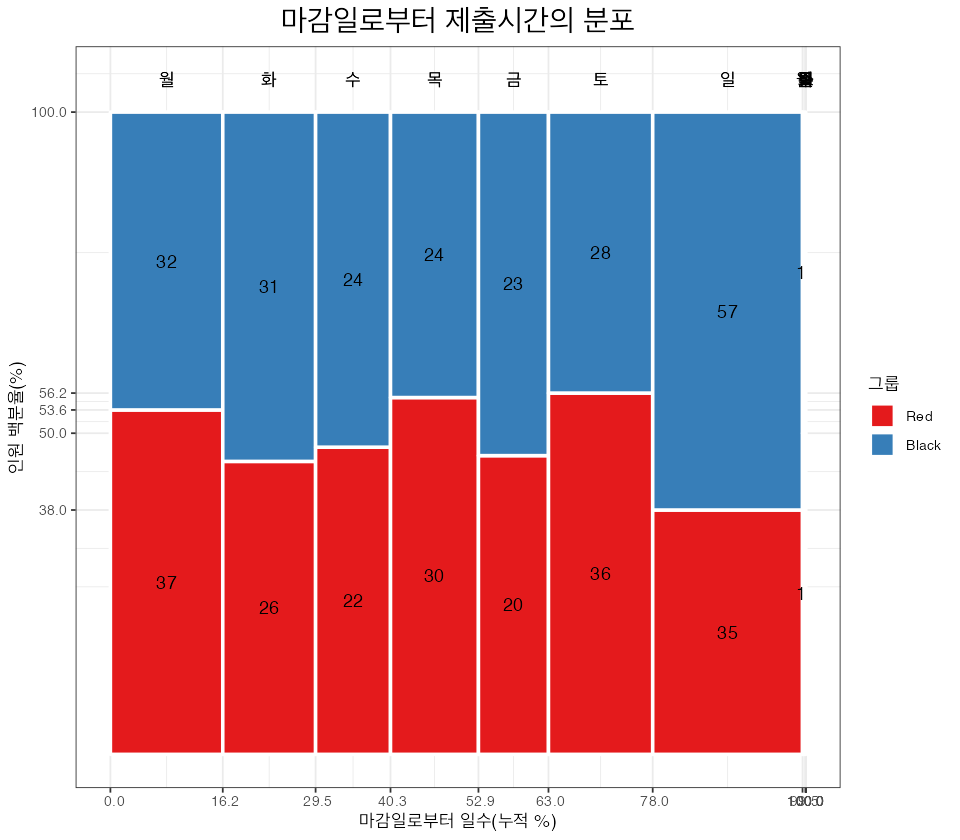 마감일로부터 제출시간의 분포
월 화 수 목 금 토 일
100.0
56.2
53.6
50.0
38.0
인원 백분율(%)
32 31 24 24 23 28 57 1
37 26 22 30 20 36 35 1
그룹
Red
Black
0.0 16.2 29.5 40.3 52.9 63.0 78.0
마감일로부터 일수(누적 %)